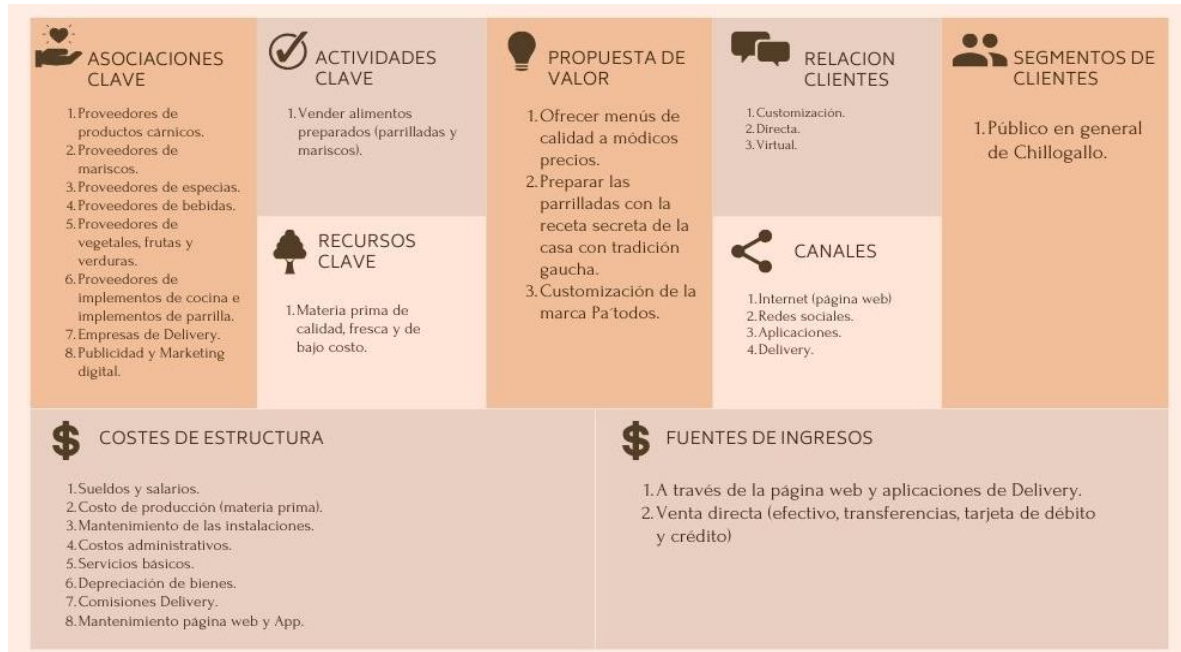 ASOCIACIONES
CLAVE
1. Proveedores de
productos cárnicos.
2. Proveedores de
mariscos.
3. Proveedores de especias.
4. Proveedores de bebidas.
5. Proveedores de
vegetales, frutas y
verduras.
6. Proveedores de
implementos de cocina e
implementos de parrilla.
7. Empresas de Delivery.
8. Publicidad y Marketing
digital.
ACTIVIDADES
CLAVE
1. Vender alimentos
preparados (parrilladas y
mariscos).
RECURSOS
CLAVE
1. Materia prima de
calidad, fresca y de
bajo costo.
PROPUESTA DE
VALOR
1. Ofrecer menús de
calidad a módicos
precios.
2. Preparar las
parrilladas con la
receta secreta de la
casa con tradición
gaucha.
3. Customización de la
marca Pa´todos.
RELACION
CLIENTES
1. Customización.
2. Directa.
3. Virtual.
CANALES
1. Internet (página web)
2. Redes sociales.
3. Aplicaciones.
4. Delivery.
SEGMENTOS DE
CLIENTES
1. Público en general
de Chillogallo.
$ COSTES DE ESTRUCTURA
1. Sueldos y salarios.
2. Costo de producción (materia prima).
3. Mantenimiento de las instalaciones.
4. Costos administrativos.
5. Servicios básicos.
6. Depreciación de bienes.
7. Comisiones Delivery.
8. Mantenimiento página web y App.
$ FUENTES DE INGRESOS
1. A través de la página web y aplicaciones de Delivery.
2. Venta directa (efectivo, transferencias, tarjeta de débito
y crédito)